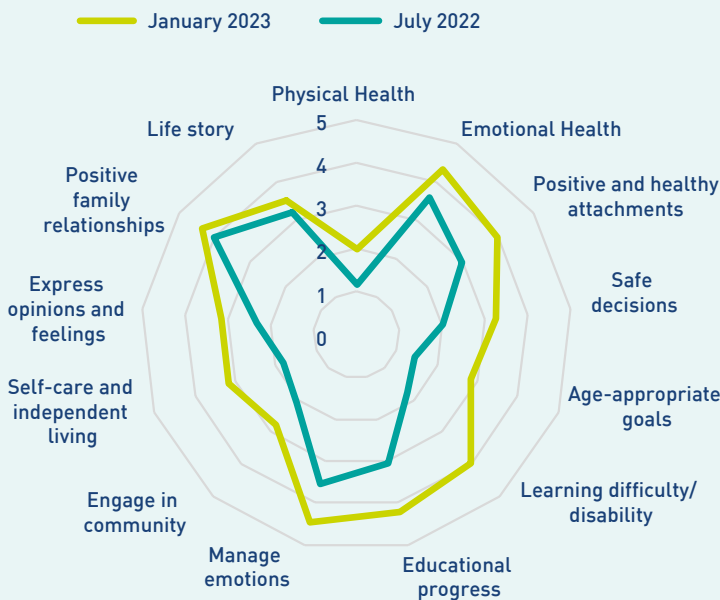 January 2023
July 2022
Physical Health
Emotional Health
Positive and healthy
attachments
Safe
decisions
Age-appropriate
goals
Learning difficulty/
disability
Educational
progress
Manage
emotions
Engage in
community
Self-care and
independent
living
Express
opinions and
feelings
Positive
family
relationships
Life story
5
4
3
2
1
0